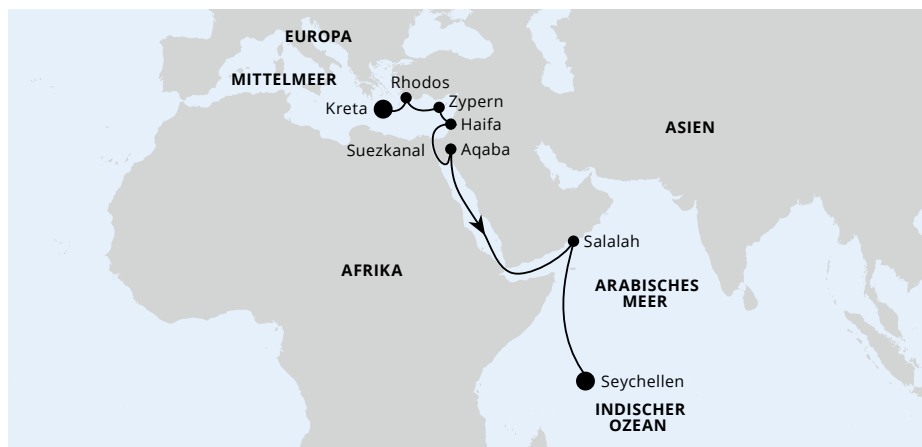 EUROPA
MITTELMEER
Rhodos
Kreta
Zypern
Haifa
Suezkanal
Aqaba
ASIEN
Salalah
AFRIKA
ARABISCHES
MEER
Seychellen
INDISCHER
OZEAN